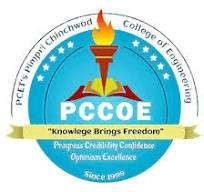 PCET's Pimpri Chinchwad College of Engineering
PCCOE
"Knowlege Brings Freedom"
Progress Credibility Confidence
Optimism Excellence
Since 1999